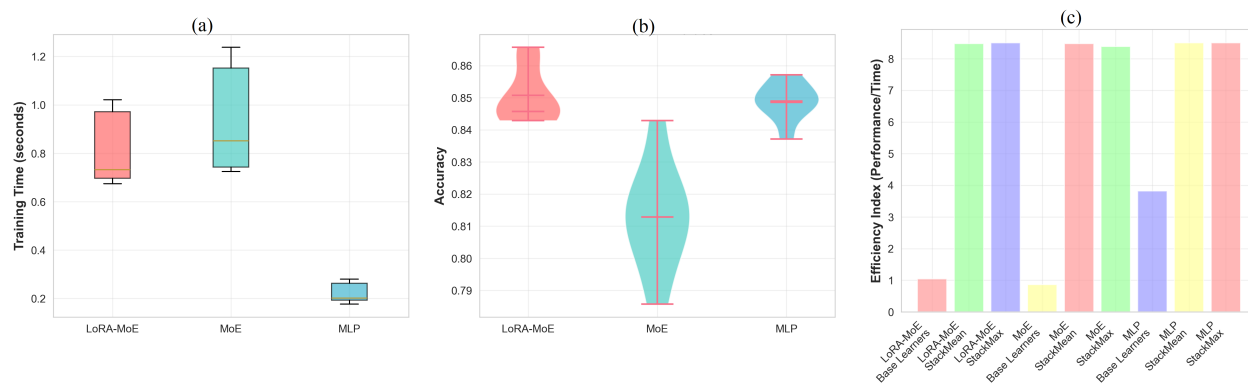 (a)
Training Time (seconds)
1.2
1.0
0.8
0.6
0.4
0.2
LoRA-MoE
MoE
MLP
(b)
Accuracy
0.86
0.85
0.84
0.83
0.82
0.81
0.80
0.79
LoRA-MoE
MoE
MLP
(c)
Efficiency Index (Performance/Time)
8
7
6
5
4
3
2
1
0
LoRA-MoE
Base Learners
LoRA-MoE
StackMean
LoRA-MoE
StackMax
MoE
Base Learners
MoE
StackMean
MoE
StackMax
MLP
Base Learners
MLP
StackMean
MLP
StackMax